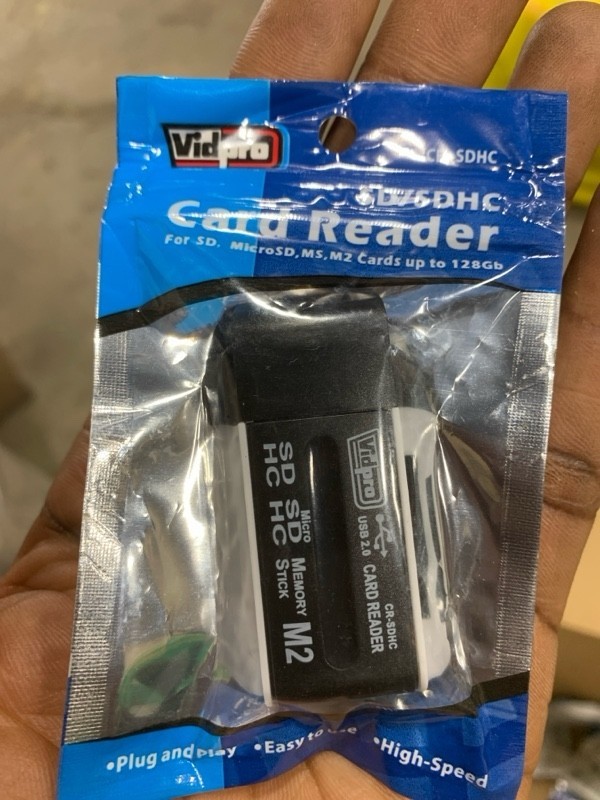 Vidpro
CR-SDHC
SD/SDHC
Card Reader
For SD, MicroSD, MS, M2 Cards up to 128Gb
SD SD MEMORY M2
HC HC STICK
Micro
Vidpro
USB 2.0
CARD READER
CR-SDHC
•Plug and Play •Easy to Use •High-Speed